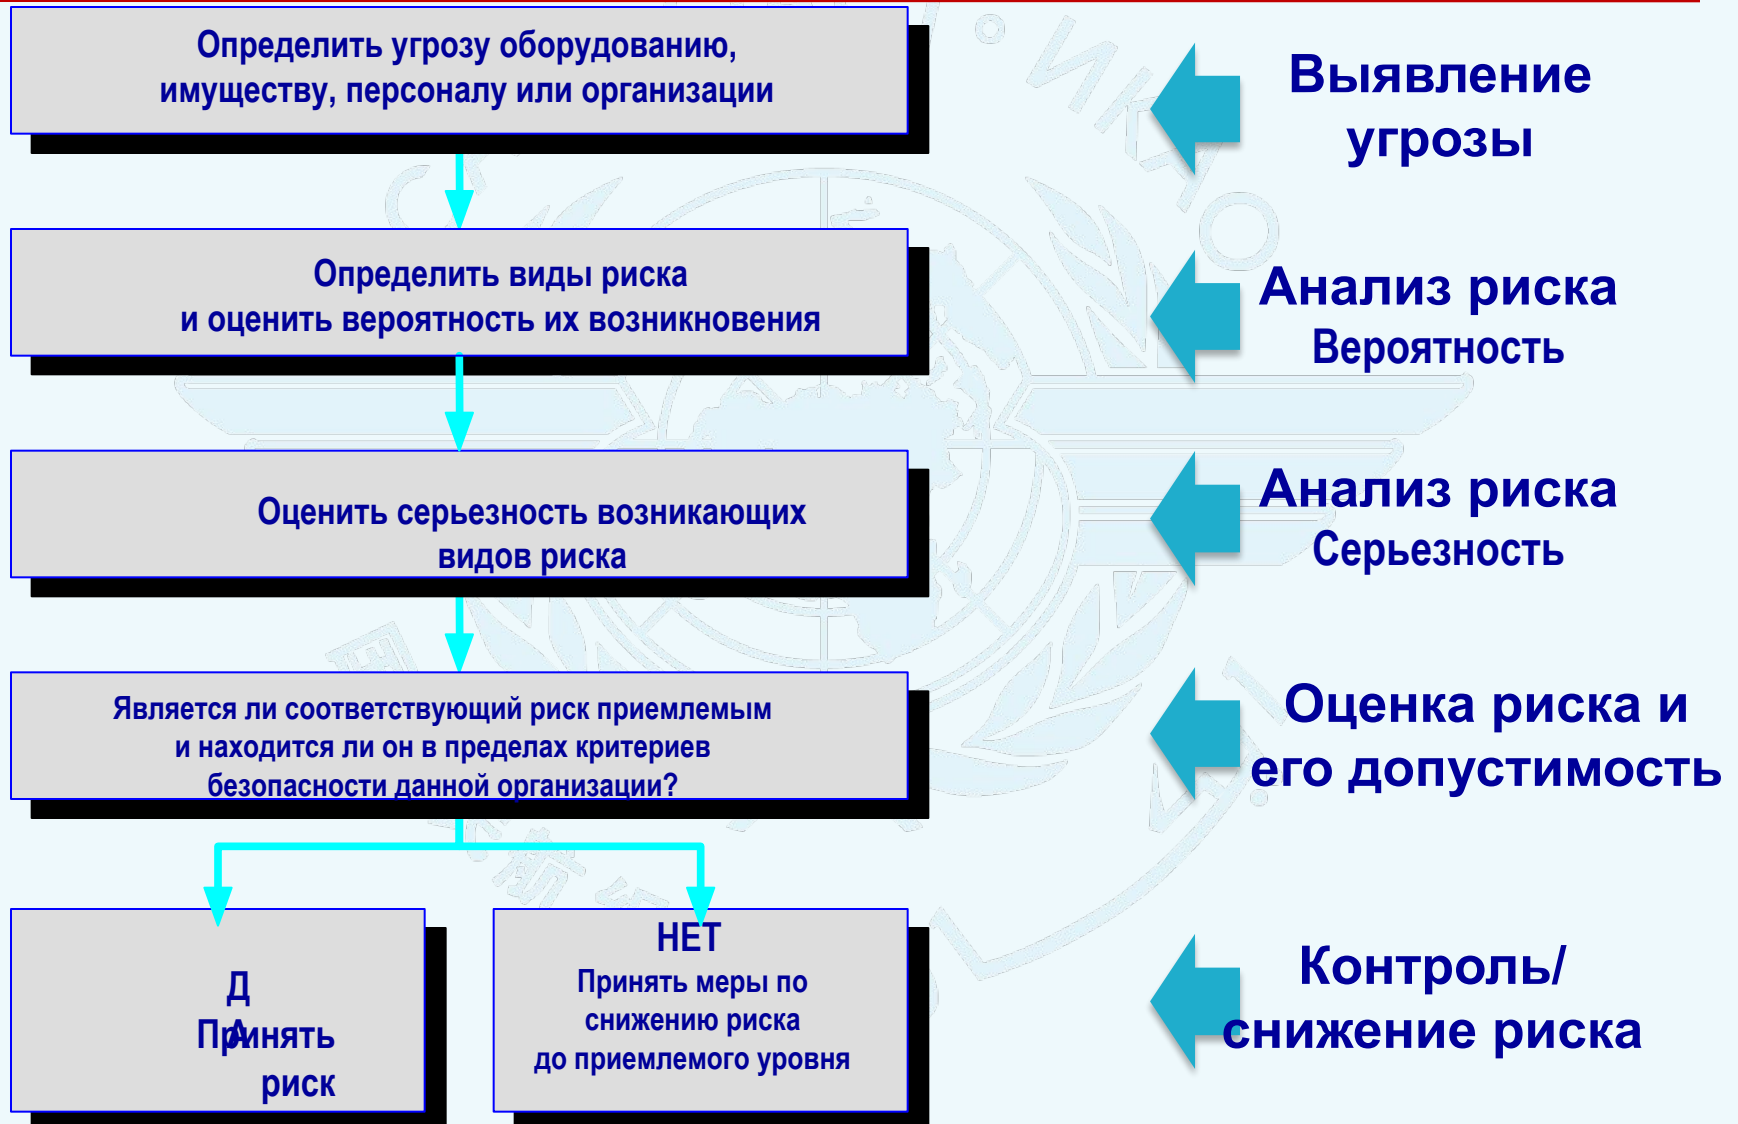 Определить угрозу оборудованию,
имуществу, персоналу или организации
Выявление
угрозы
Определить виды риска
и оценить вероятность их возникновения
Анализ риска
Вероятность
Оценить серьезность возникающих
видов риска
Анализ риска
Серьезность
Является ли соответствующий риск приемлемым
и находится ли он в пределах критериев
безопасности данной организации?
Оценка риска и
его допустимость
Д
А
Принять
риск
НЕТ
Принять меры по
снижению риска
до приемлемого уровня
Контроль/
снижение риска
ИКАО